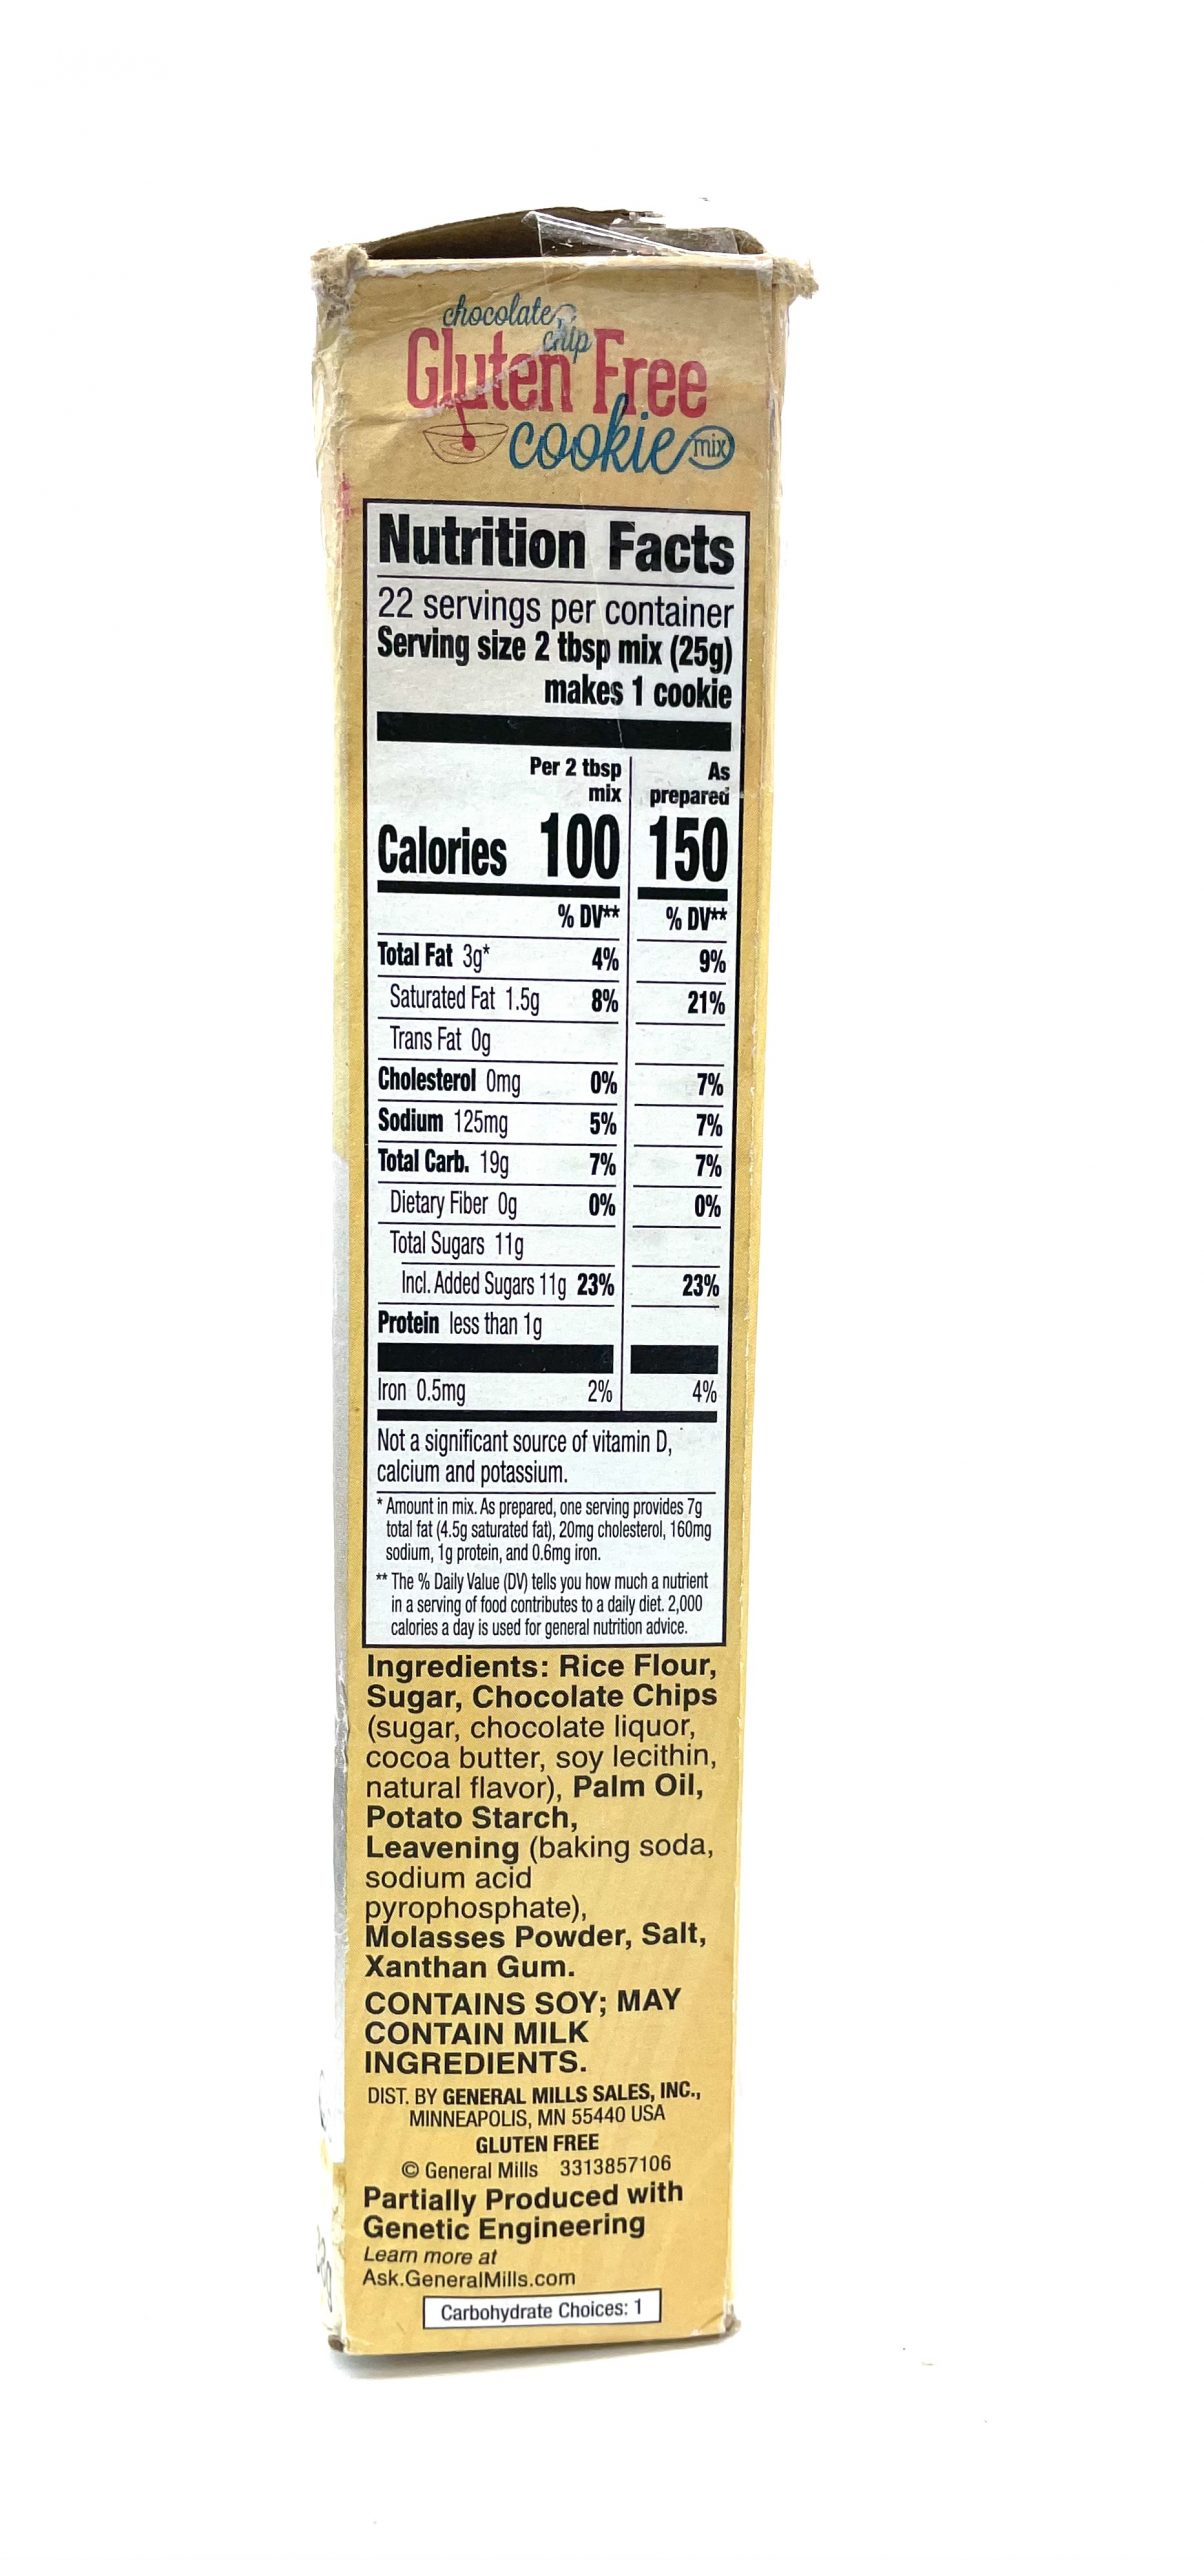 chocolate
chip
Gluten Free
cookie mix
Nutrition Facts
22 servings per container
Serving size 2 tbsp mix (25g)
makes 1 cookie
Per 2 tbsp mix As prepared
Calories 100 150
% DV** % DV**
Total Fat 3g* 4% 9%
Saturated Fat 1.5g 8% 21%
Trans Fat 0g
Cholesterol 0mg 0% 7%
Sodium 125mg 5% 7%
Total Carb. 19g 7% 7%
Dietary Fiber 0g 0% 0%
Total Sugars 11g
Incl. Added Sugars 11g 23% 23%
Protein less than 1g
Iron 0.5mg 2% 4%
Not a significant source of vitamin D,
calcium and potassium.
* Amount in mix. As prepared, one serving provides 7g
total fat (4.5g saturated fat), 20mg cholesterol, 160mg
sodium, 1g protein, and 0.6mg iron.
** The % Daily Value (DV) tells you how much a nutrient
in a serving of food contributes to a daily diet. 2,000
calories a day is used for general nutrition advice.
Ingredients: Rice Flour,
Sugar, Chocolate Chips
(sugar, chocolate liquor,
cocoa butter, soy lecithin,
natural flavor), Palm Oil,
Potato Starch,
Leavening (baking soda,
sodium acid
pyrophosphate),
Molasses Powder, Salt,
Xanthan Gum.
CONTAINS SOY; MAY
CONTAIN MILK
INGREDIENTS.
DIST. BY GENERAL MILLS SALES, INC.,
MINNEAPOLIS, MN 55440 USA
GLUTEN FREE
© General Mills 3313857106
Partially Produced with
Genetic Engineering
Learn more at
Ask.GeneralMills.com
Carbohydrate Choices: 1